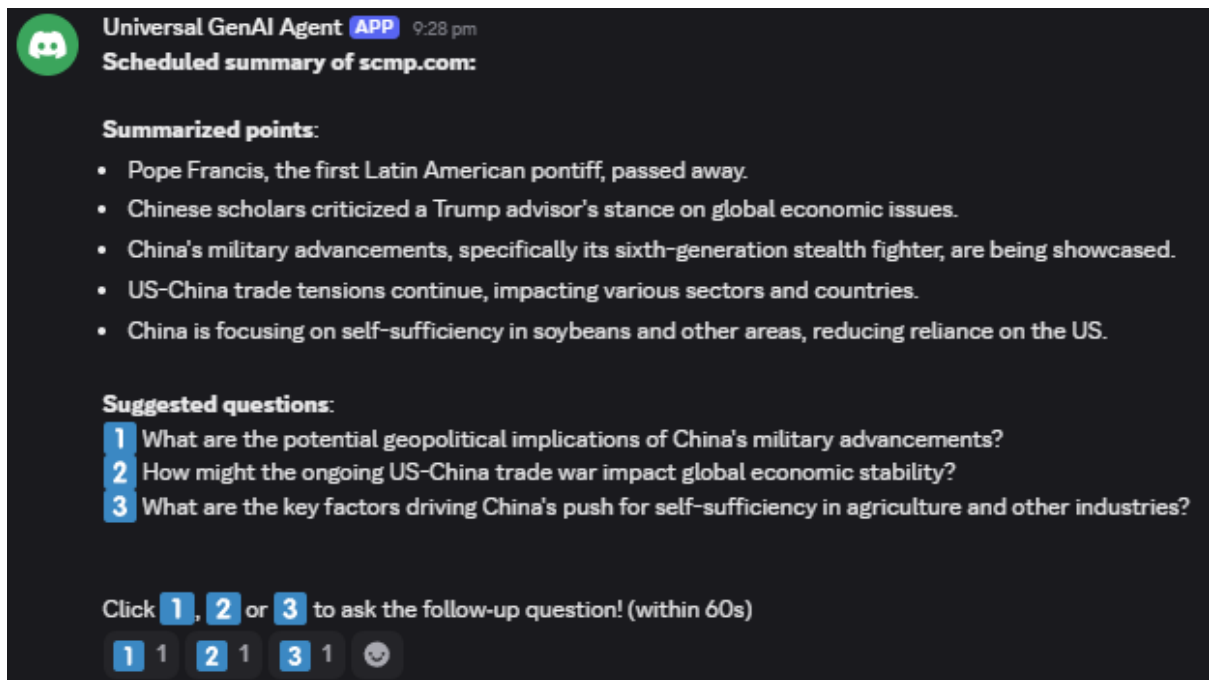 Universal GenAI Agent APP 9:28 pm
Scheduled summary of scmp.com:
Summarized points:
• Pope Francis, the first Latin American pontiff, passed away.
• Chinese scholars criticized a Trump advisor's stance on global economic issues.
• China's military advancements, specifically its sixth-generation stealth fighter, are being showcased.
• US-China trade tensions continue, impacting various sectors and countries.
• China is focusing on self-sufficiency in soybeans and other areas, reducing reliance on the US.
Suggested questions:
1 What are the potential geopolitical implications of China's military advancements?
2 How might the ongoing US-China trade war impact global economic stability?
3 What are the key factors driving China's push for self-sufficiency in agriculture and other industries?
Click 1, 2 or 3 to ask the follow-up question! (within 60s)
1 1 2 1 3 1